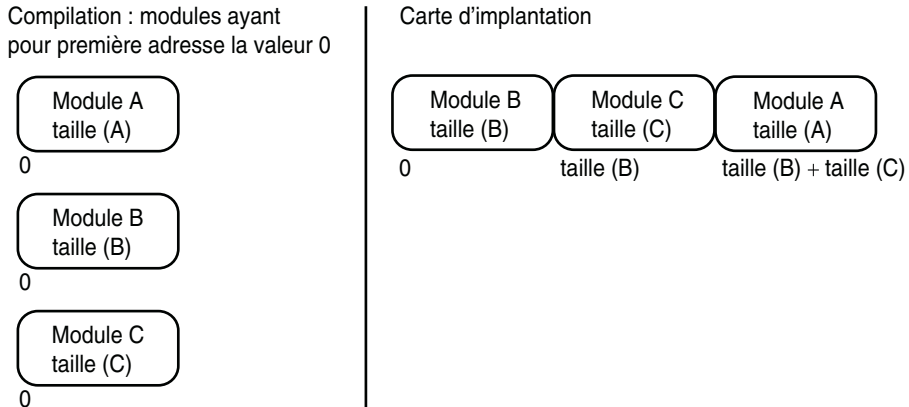 Compilation : modules ayant
pour première adresse la valeur 0
Module A
taille (A)
0
Module B
taille (B)
0
Module C
taille (C)
0
Carte d'implantation
Module B
taille (B)
Module C
taille (C)
Module A
taille (A)
0
taille (B)
taille (B) + taille (C)